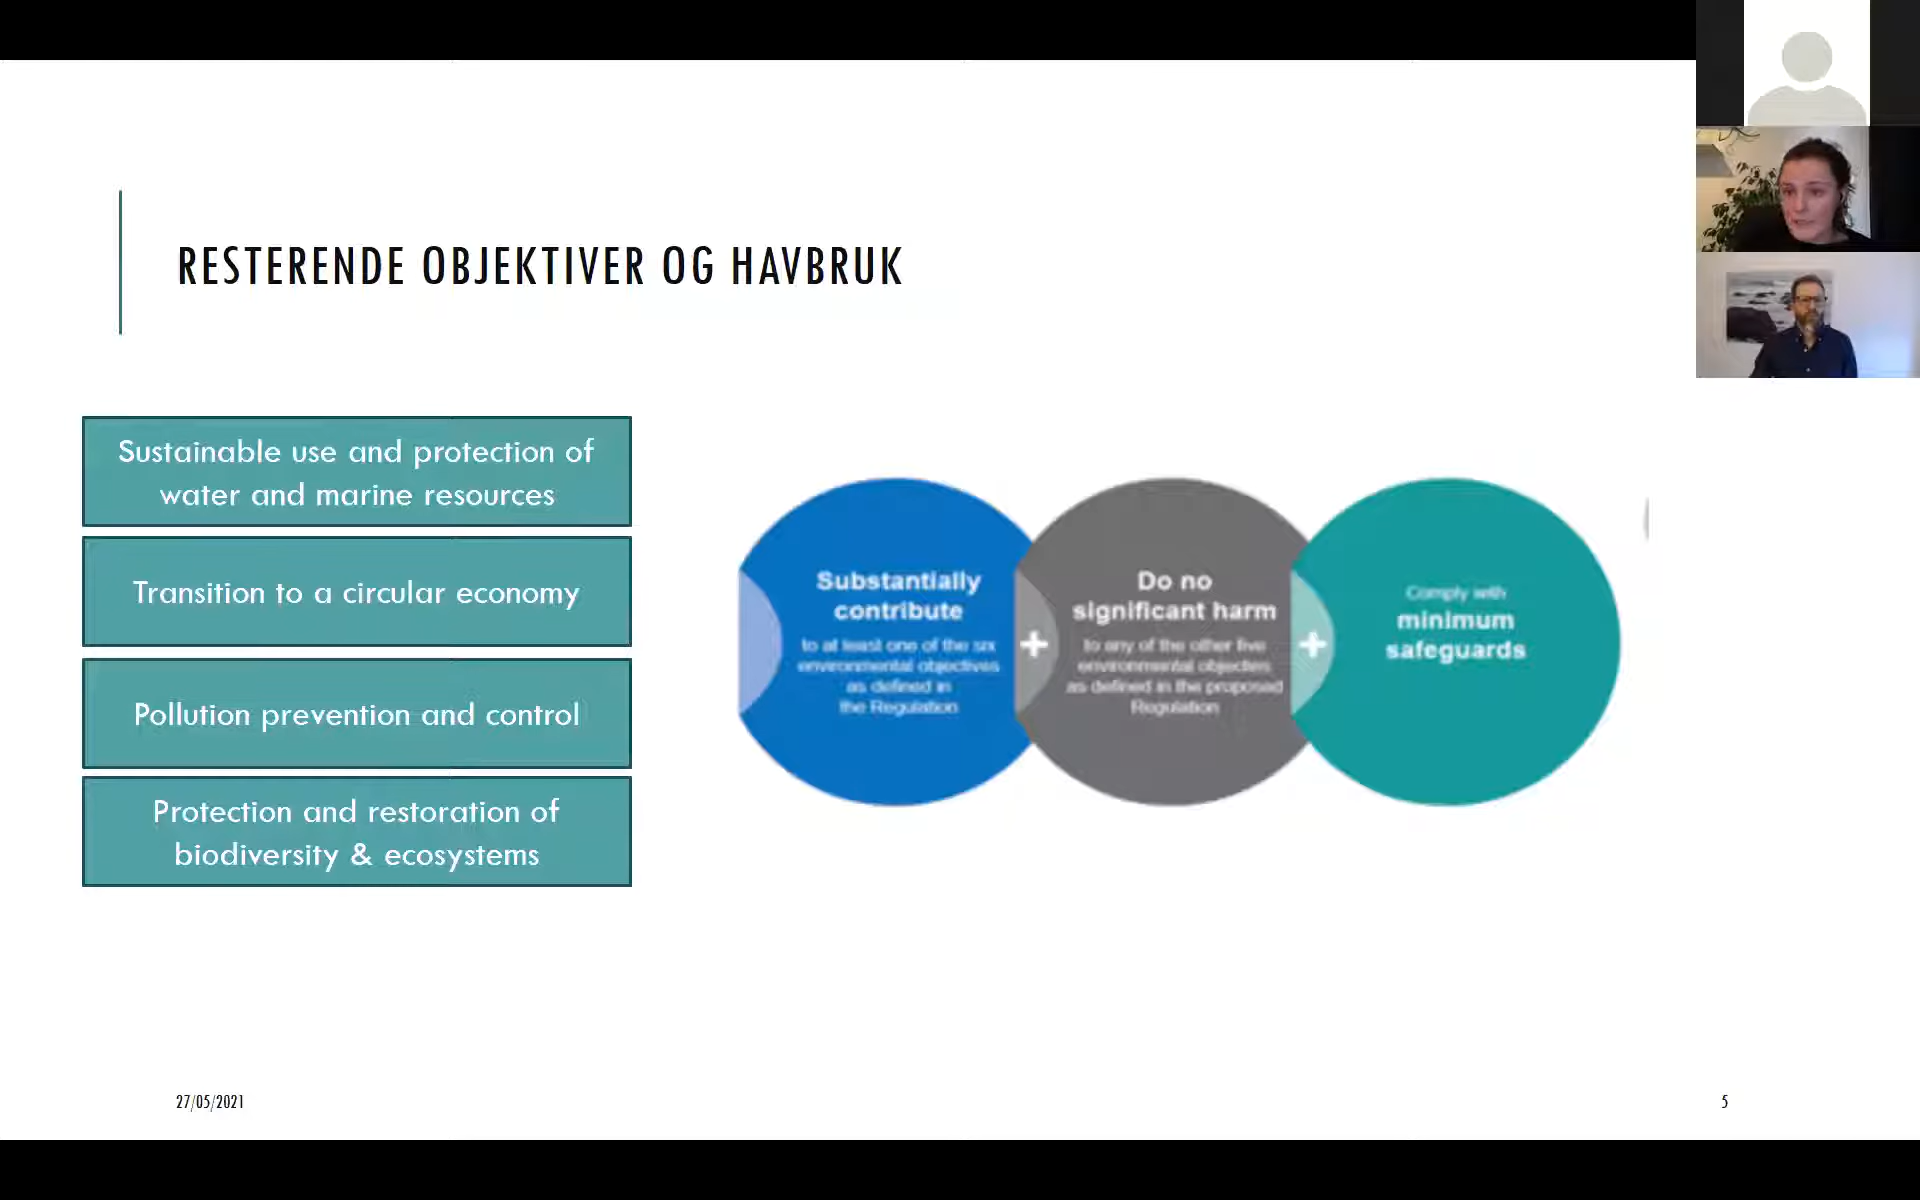 RESTERENDE OBJEKTIVER OG HAVBRUK
Sustainable use and protection of
water and marine resources
Transition to a circular economy
Pollution prevention and control
Protection and restoration of
biodiversity & ecosystems
Substantially
contribute
to at least one of the six
environmental objectives
as defined in
the Regulation
+
Do no
significant harm
to any of the other five
environmental objecties
as defined in the proposed
Regulation
+
Comply with
minimum
safeguards
27/05/2021
5